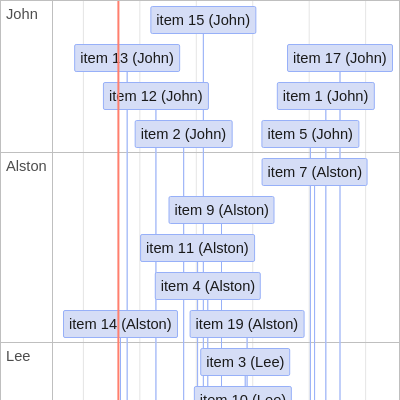 John
item 15 (John)
item 13 (John)
item 17 (John)
item 12 (John)
item 1 (John)
item 2 (John)
item 5 (John)
Alston
item 7 (Alston)
item 9 (Alston)
item 11 (Alston)
item 4 (Alston)
item 14 (Alston)
item 19 (Alston)
Lee
item 3 (Lee)
item 10 (Lee)